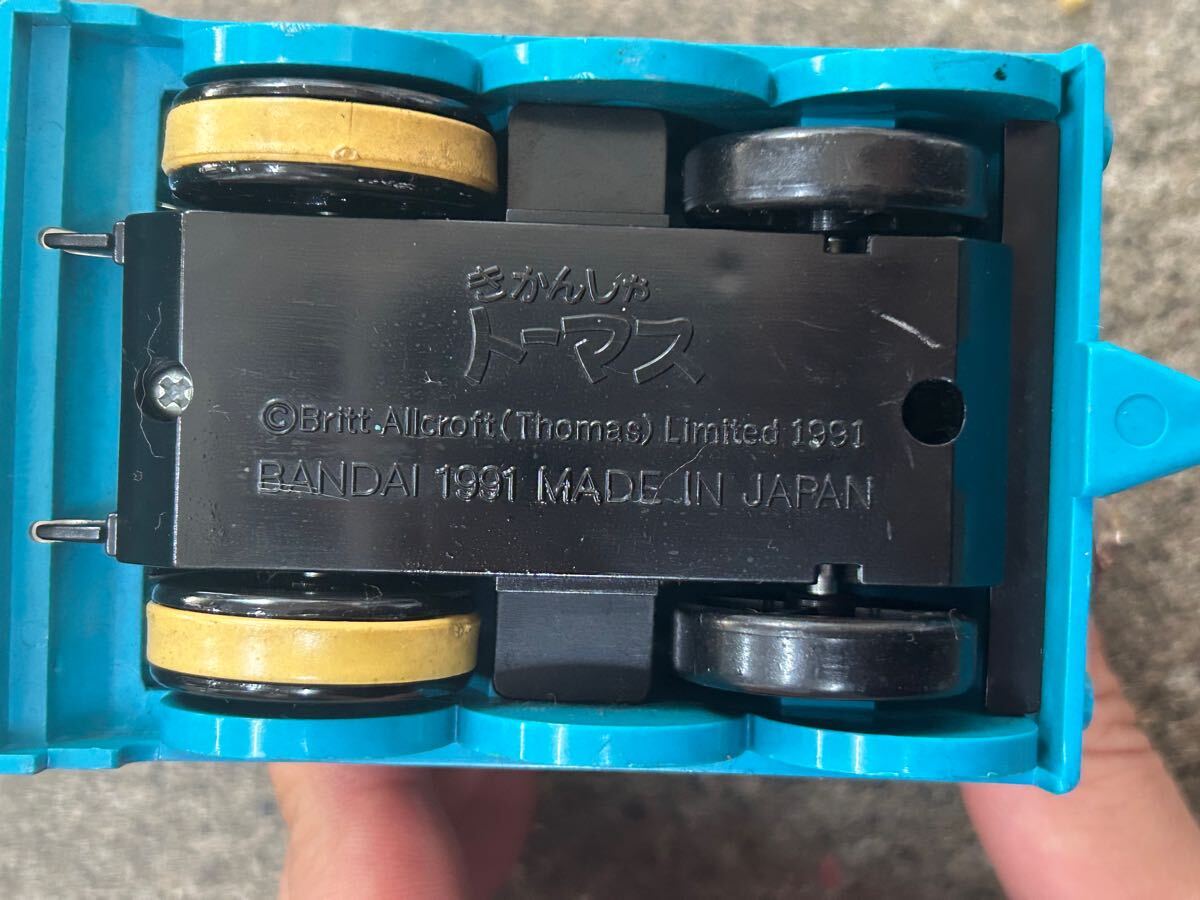 きかんしゃ
トーマス
©Britt Allcroft(Thomas) Limited 1991
BANDAI 1991 MADE IN JAPAN